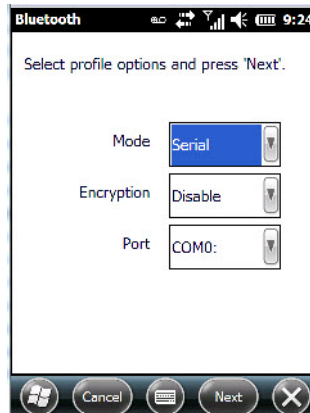 Bluetooth 9:24
Select profile options and press 'Next'.
Mode Serial
Encryption Disable
Port COM0:
Cancel Next